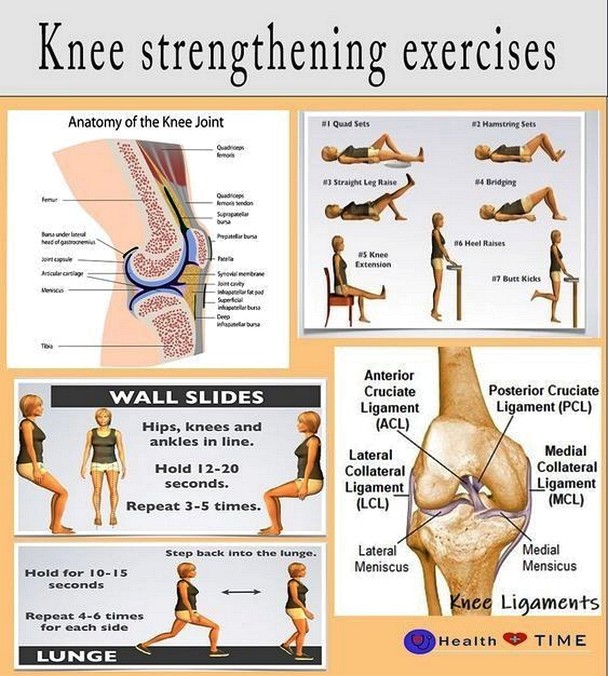 Knee strengthening exercises
Anatomy of the Knee Joint
Quadriceps
femoris
Femur
Quadriceps
femoris tendon
Suprapatellar
bursa
Bursa under lateral
head of gastrocnemius
Prepatellar bursa
Joint capsule
Patella
Articular cartilage
Synovial membrane
Meniscus
Joint cavity
Infrapatellar fat pad
Superficial
infrapatellar bursa
Deep
infrapatellar bursa
Tibia
#1 Quad Sets
#2 Hamstring Sets
#3 Straight Leg Raise
#4 Bridging
#5 Knee
Extension
#6 Heel Raises
#7 Butt Kicks
WALL SLIDES
Hips, knees and
ankles in line.
Hold 12-20
seconds.
Repeat 3-5 times.
Step back into the lunge.
Hold for 10-15
seconds
Repeat 4-6 times
for each side
LUNGE
Anterior
Cruciate
Ligament
(ACL)
Posterior Cruciate
Ligament (PCL)
Lateral
Collateral
Ligament
(LCL)
Medial
Collateral
Ligament
(MCL)
Lateral
Meniscus
Medial
Mensicus
Knee Ligaments
Health TIME